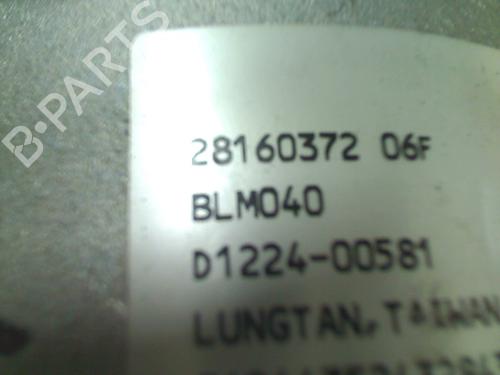 B-PARTS
28160372 06F
BLM040
D1224-00581
LUNGTAN, TAIWAN